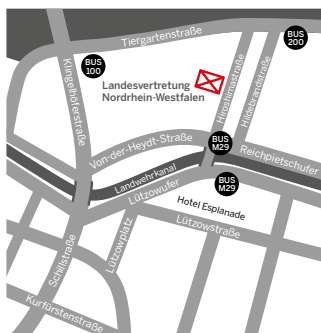 Tiergartenstraße
BUS
200
BUS
100
Klingelhöferstraße
Landesvertretung
Nordrhein-Westfalen
Hiroshimastraße
Hildebrandstraße
Von-der-Heydt-Straße
BUS
M29
Reichpietschufer
Landwehrkanal
BUS
M29
Lützowufer
Hotel Esplanade
Lützowplatz
Lützowstraße
Schillstraße
Kurfürstenstraße